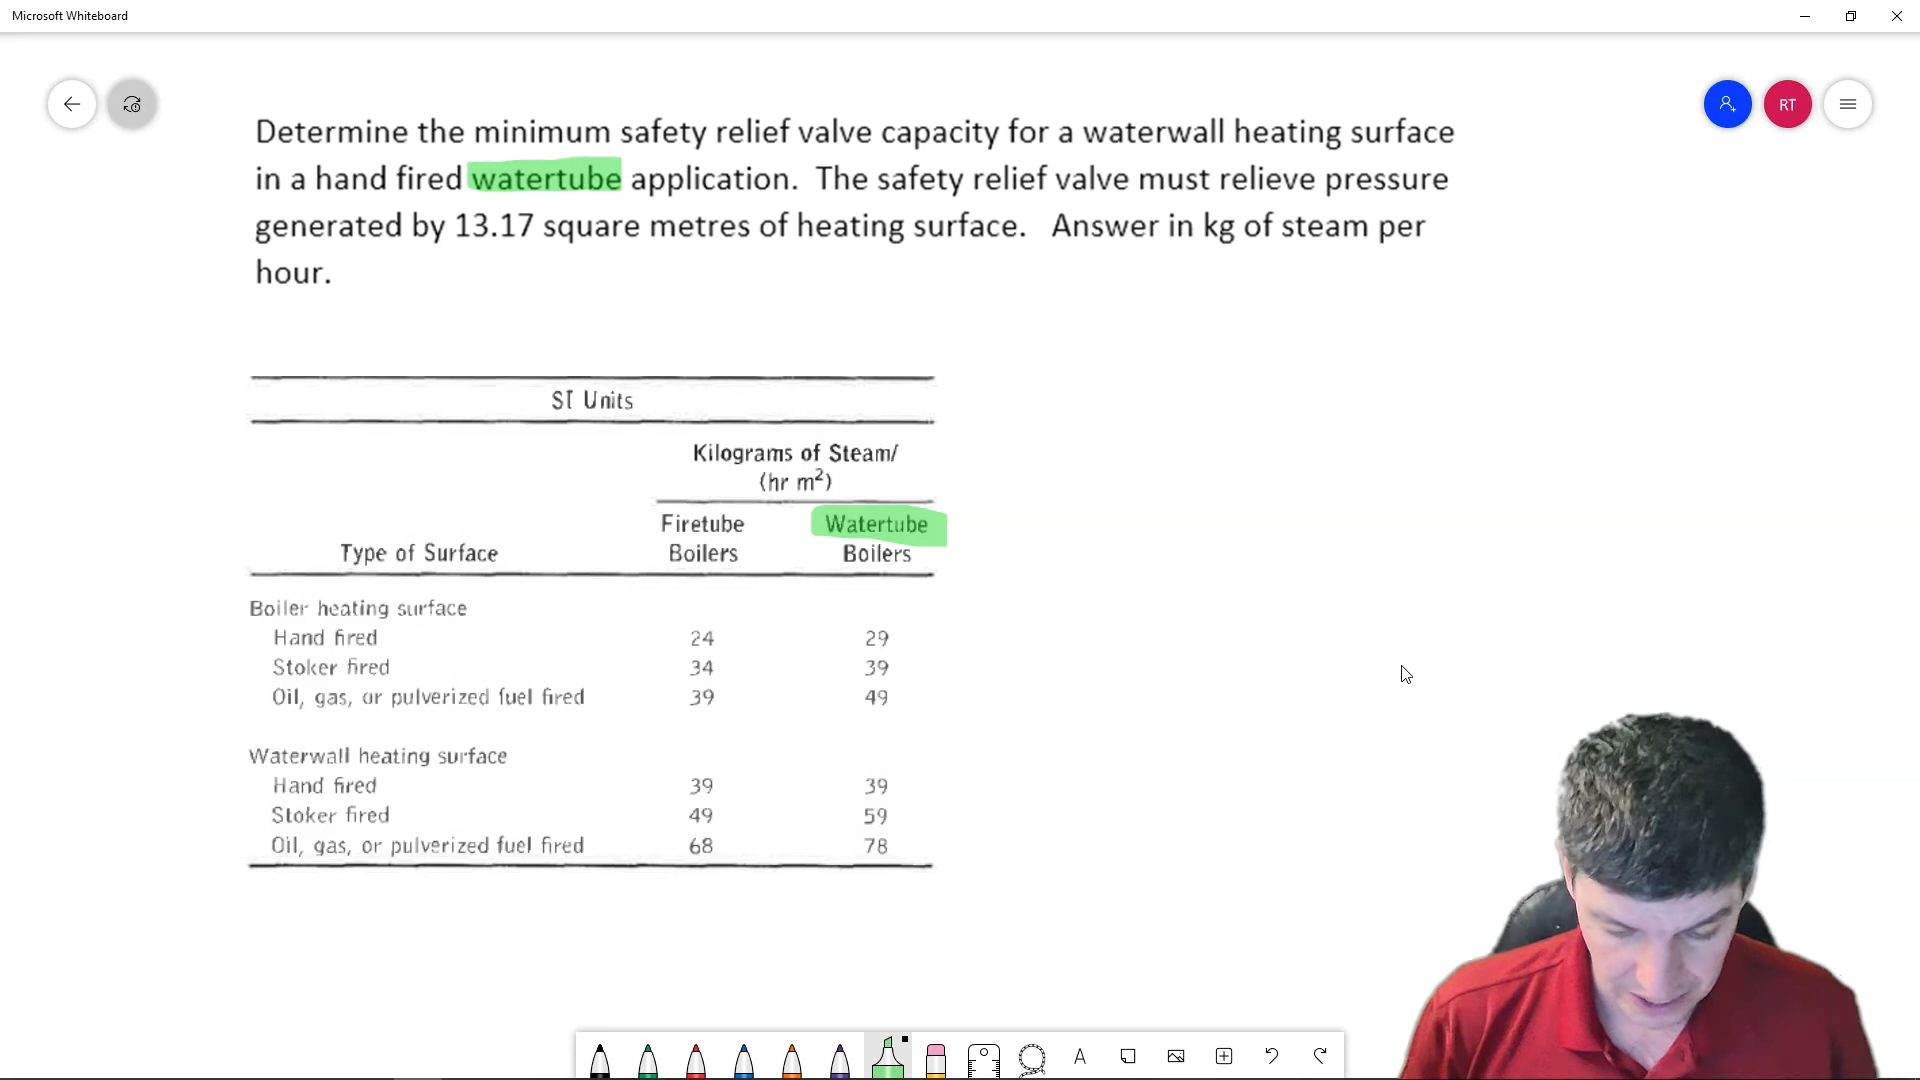 Microsoft Whiteboard
RT
Determine the minimum safety relief valve capacity for a waterwall heating surface
in a hand fired watertube application. The safety relief valve must relieve pressure
generated by 13.17 square metres of heating surface. Answer in kg of steam per
hour.
SI Units
Kilograms of Steam/
(hr m²)
Firetube Watertube
Type of Surface Boilers Boilers
Boiler heating surface
Hand fired 24 29
Stoker fired 34 39
Oil, gas, or pulverized fuel fired 39 49
Waterwall heating surface
Hand fired 39 39
Stoker fired 49 59
Oil, gas, or pulverized fuel fired 68 78
A